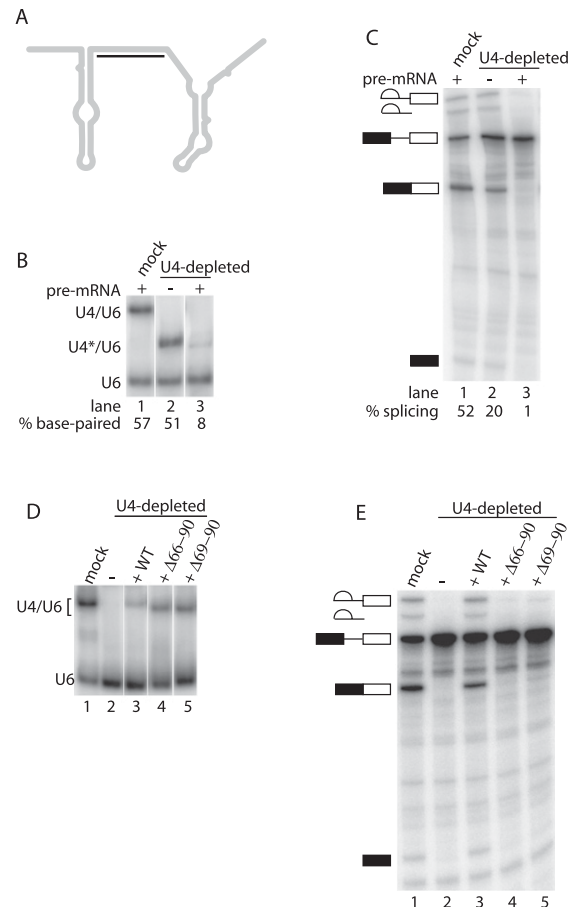 A
B
mock
U4-depleted
pre-mRNA + - +
U4/U6
U4*/U6
U6
lane 1 2 3
% base-paired 57 51 8
C
mock
U4-depleted
pre-mRNA + - +
lane 1 2 3
% splicing 52 20 1
D
U4-depleted
mock
-
+ WT
+ Δ66–90
+ Δ69–90
U4/U6 [
U6
1 2 3 4 5
E
U4-depleted
mock
-
+ WT
+ Δ66–90
+ Δ69–90
1 2 3 4 5